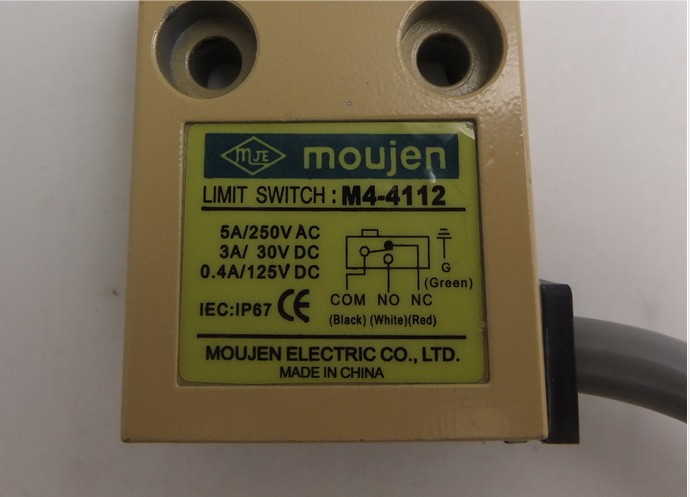 MJE moujen
LIMIT SWITCH : M4-4112
5A/250V AC
3A/ 30V DC
0.4A/125V DC
G
(Green)
COM NO NC
(Black) (White)(Red)
IEC:IP67 CE
MOUJEN ELECTRIC CO., LTD.
MADE IN CHINA